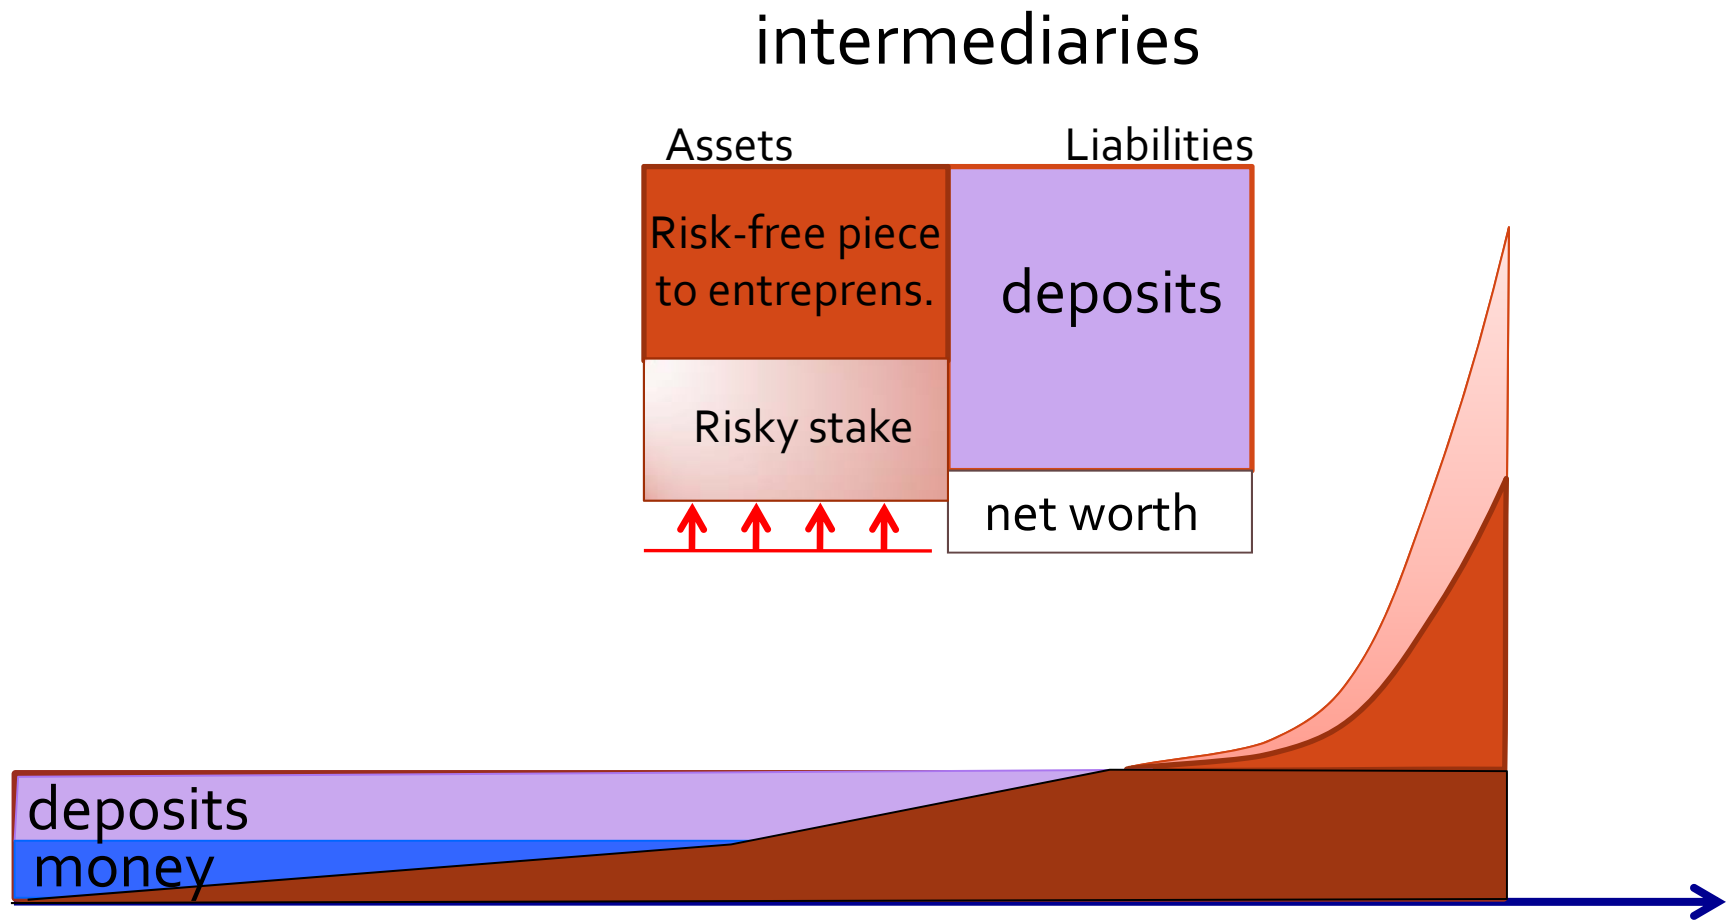 intermediaries
Assets
Liabilities
Risk-free piece
to entreprens.
deposits
Risky stake
net worth
deposits
money